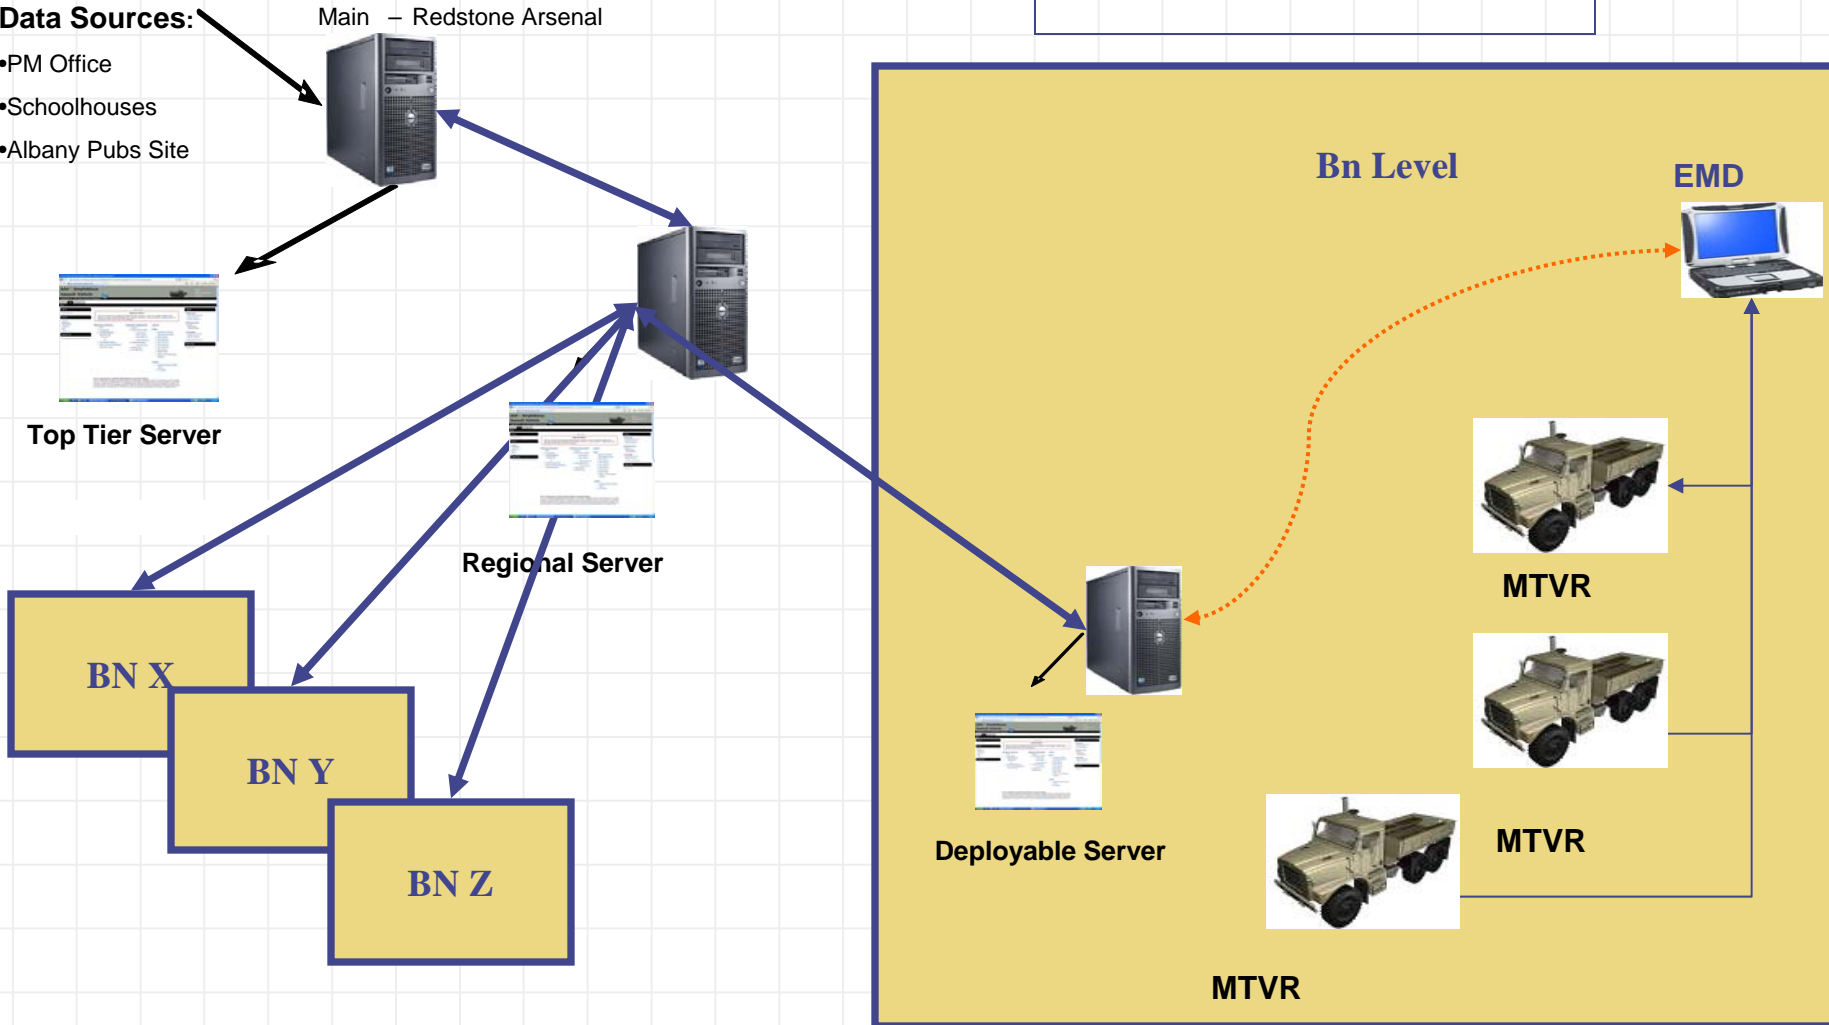 Data Sources:
•PM Office
•Schoolhouses
•Albany Pubs Site
Main – Redstone Arsenal
Top Tier Server
Regional Server
BN X
BN Y
BN Z
Bn Level
EMD
MTVR
MTVR
MTVR
Deployable Server